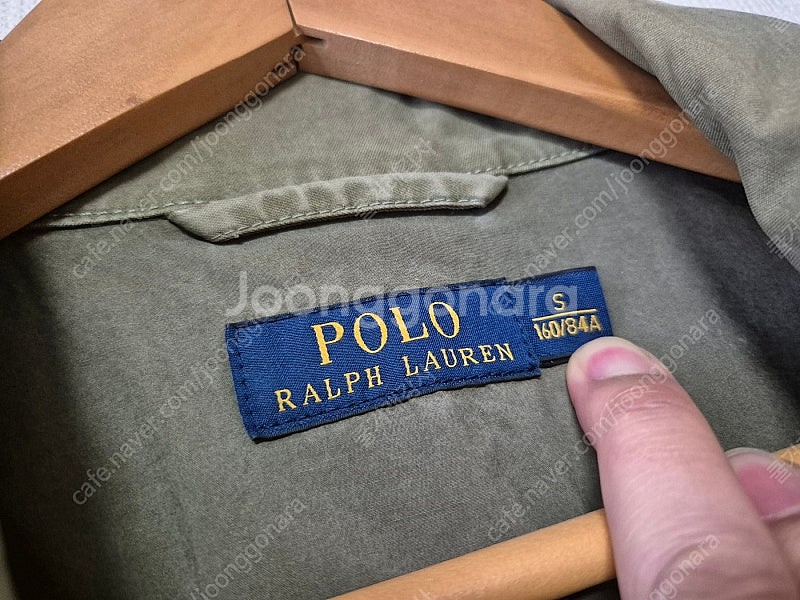 POLO
RALPH LAUREN
S
160/84A
Joonggonara
cafe.naver.com/joonggonara